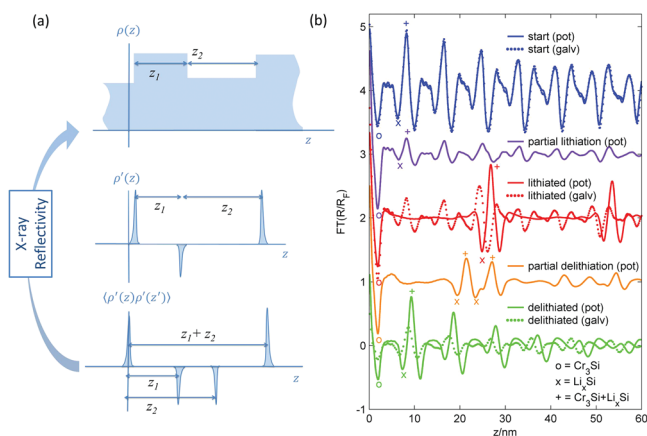 (a)
ρ(z)
z₂
z₁
z
ρ'(z)
z₁
z₂
z
X-ray
Reflectivity
⟨ρ'(z)ρ'(z')⟩
z₁ + z₂
z₁
z₂
z
(b)
start (pot)
start (galv)
partial lithiation (pot)
lithiated (pot)
lithiated (galv)
partial delithiation (pot)
delithiated (pot)
delithiated (galv)
o = Cr₃Si
x = LiₓSi
+ = Cr₃Si+LiₓSi
FT(R/R_F)
5
4
3
2
1
0
-1
0 10 20 30 40 50 60
z/nm